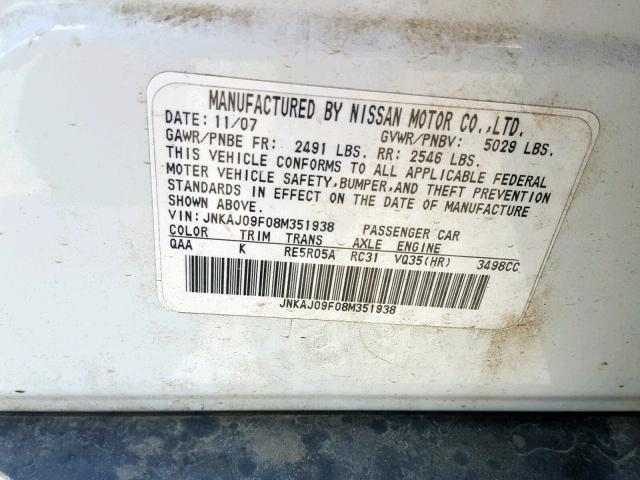 MANUFACTURED BY NISSAN MOTOR CO.,LTD.
DATE: 11/07 GVWR/PNBV: 5029 LBS.
GAWR/PNBE FR: 2491 LBS. RR: 2546 LBS.
THIS VEHICLE CONFORMS TO ALL APPLICABLE FEDERAL
MOTOR VEHICLE SAFETY,BUMPER,AND THEFT PREVENTION
STANDARDS IN EFFECT ON THE DATE OF MANUFACTURE
SHOWN ABOVE.
VIN: JNKAJ09F08M351938 PASSENGER CAR
COLOR TRIM TRANS AXLE ENGINE
QAA K RE5R05A RC31 VQ35(HR) 3498CC
JNKAJ09F08M351938